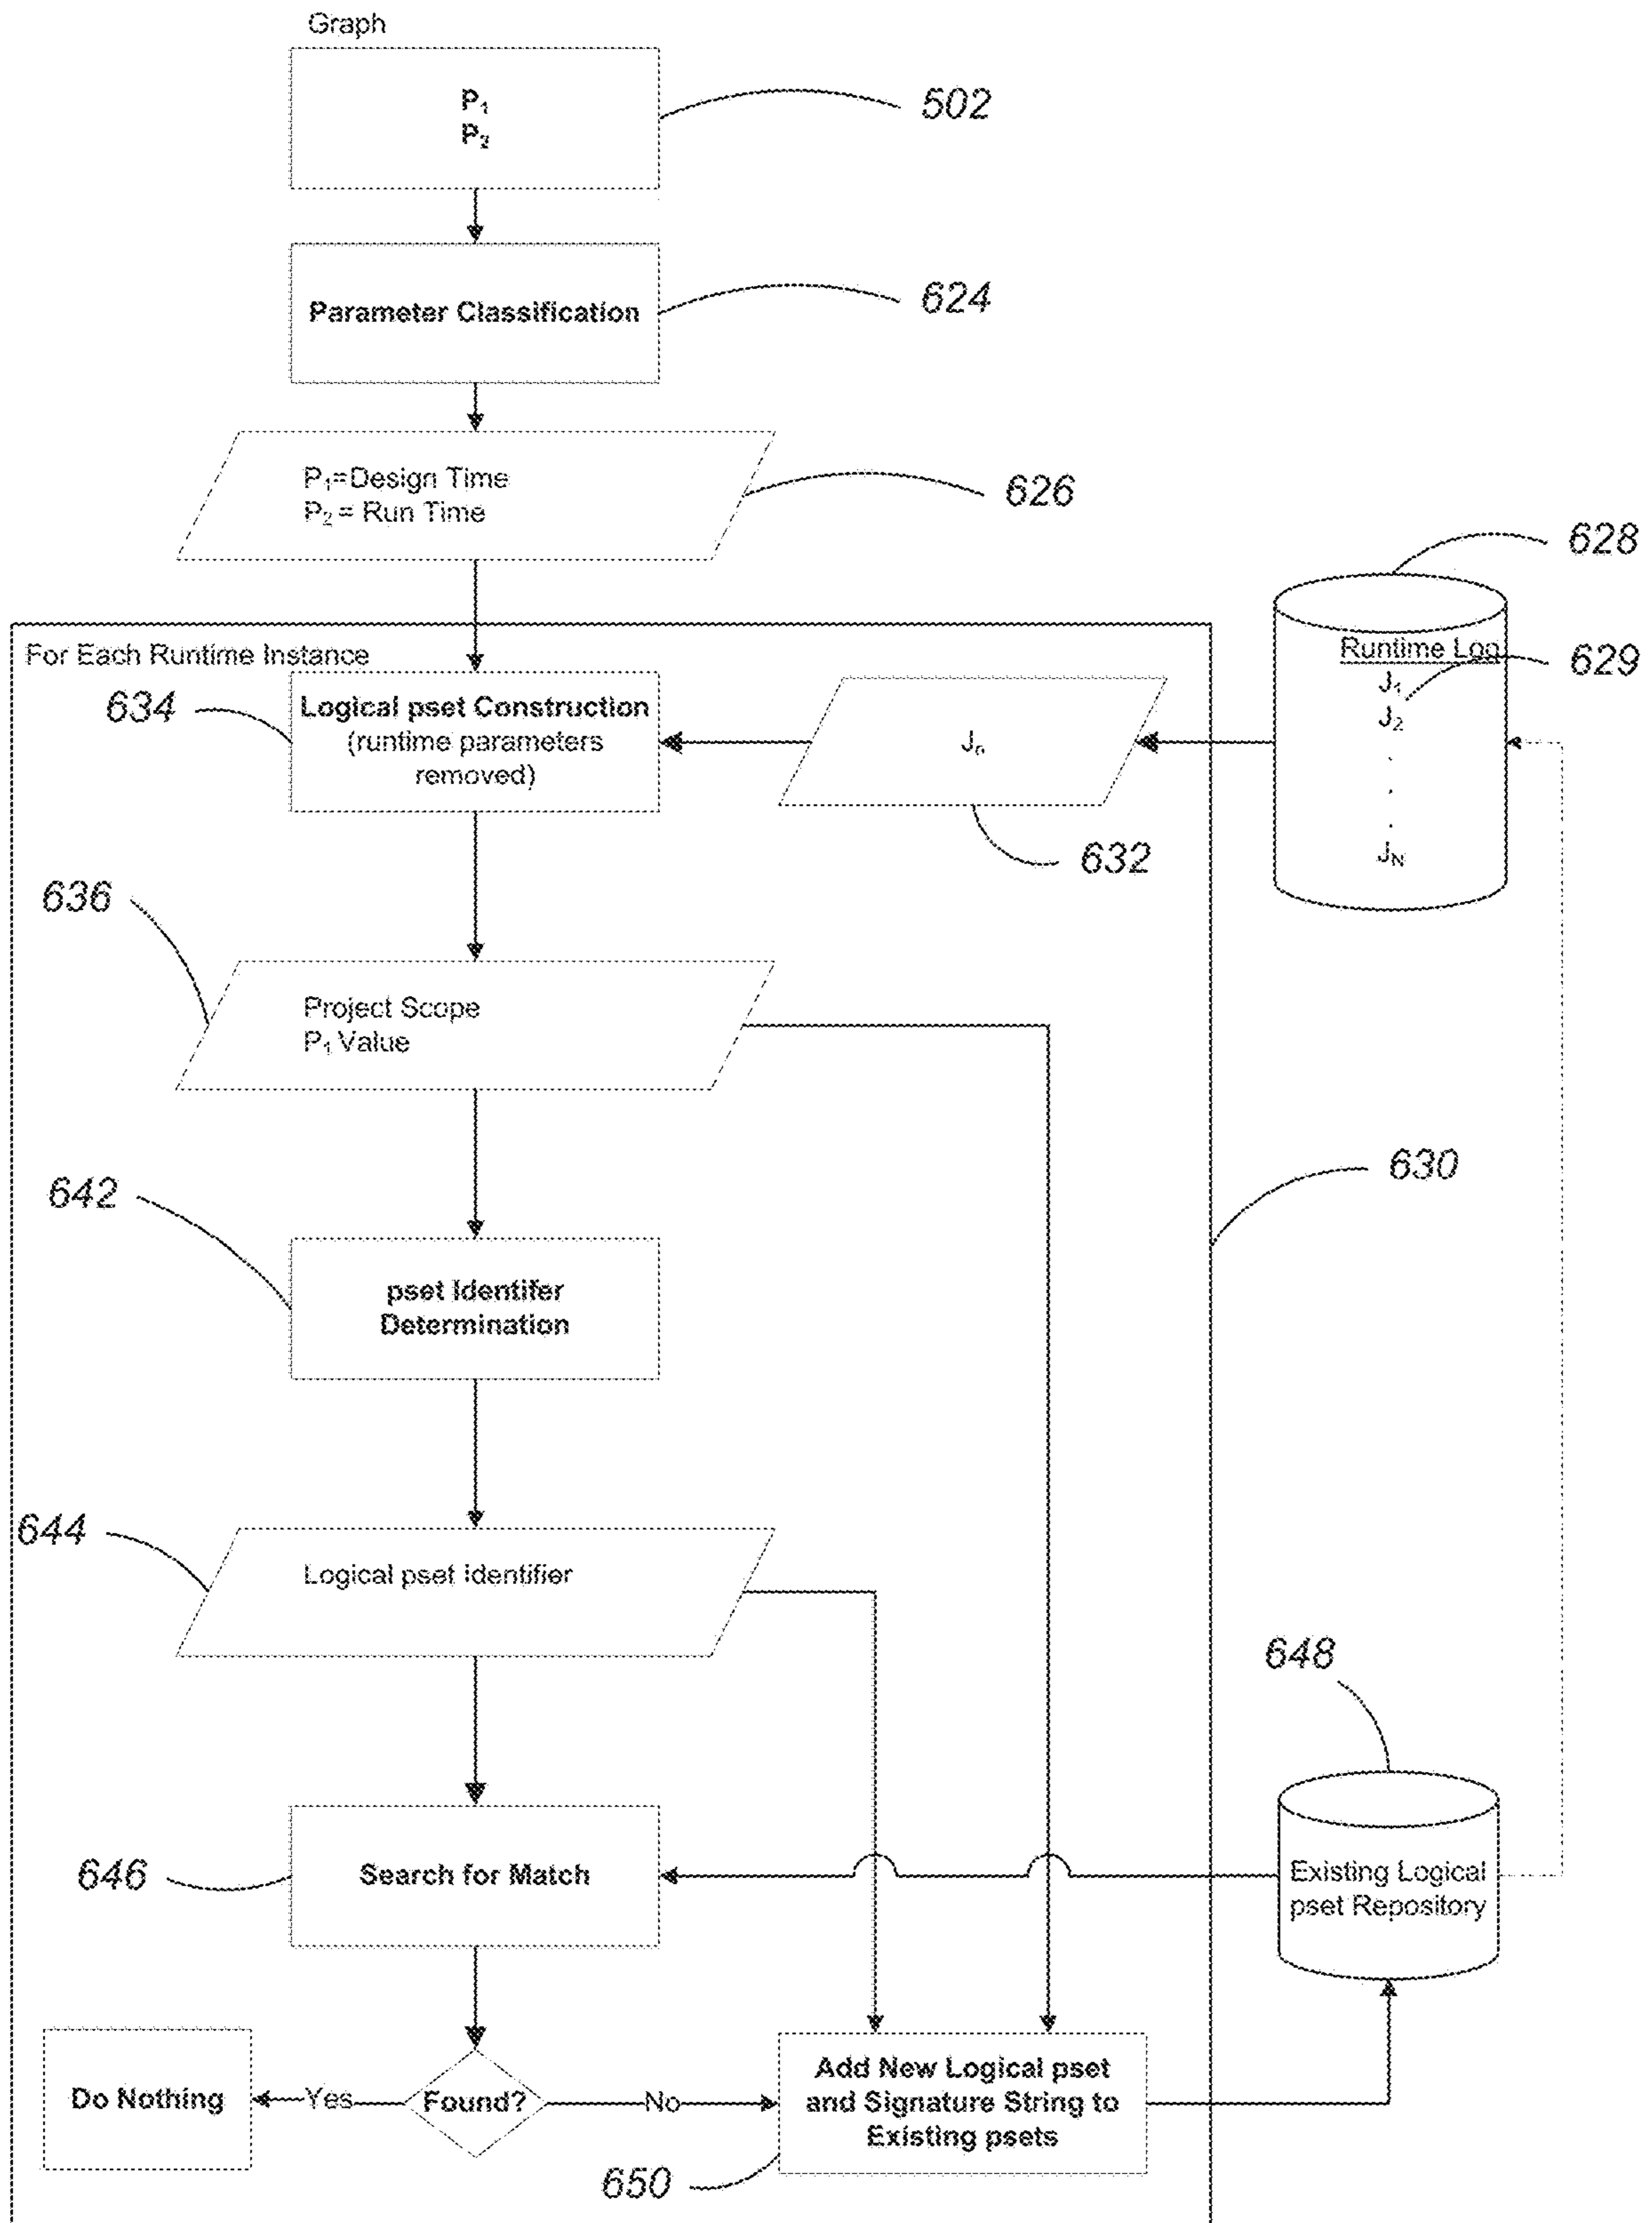 Graph
P₁
P₂
502
Parameter Classification
624
P₁=Design Time
P₂ = Run Time
626
628
Runtime Log
629
J₁
J₂
.
.
.
Jₙ
For Each Runtime Instance
634
Logical pset Construction
(runtime parameters
removed)
Jₙ
632
636
Project Scope
P₁ Value
630
642
pset Identifer
Determination
644
Logical pset Identifier
648
646
Search for Match
Existing Logical
pset Repository
Do Nothing
Yes
Found?
No
Add New Logical pset
and Signature String to
Existing psets
650